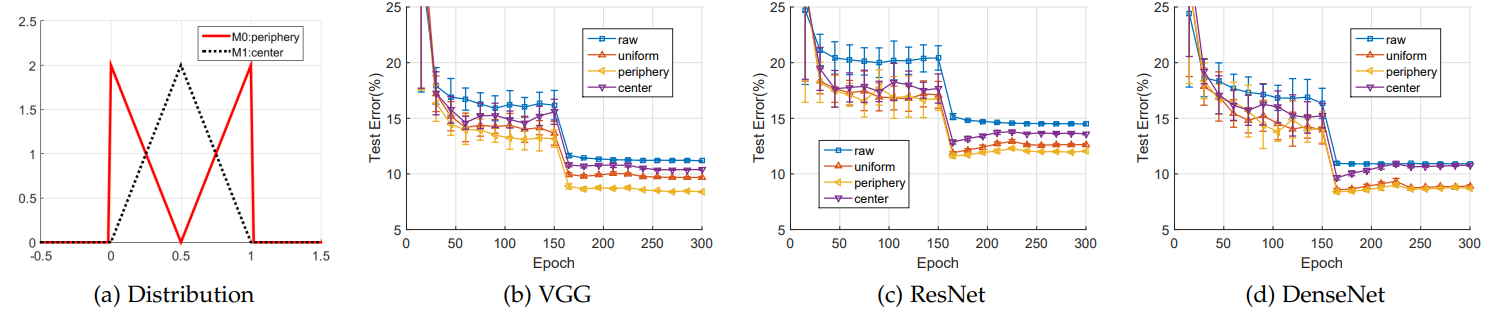 2.5
2
1.5
1
0.5
0
-0.5
0
0.5
1
1.5
M0:periphery
M1:center
(a) Distribution
25
20
15
10
5
Test Error(%)
0
50
100
150
200
250
300
Epoch
raw
uniform
periphery
center
(b) VGG
25
20
15
10
5
Test Error(%)
0
50
100
150
200
250
300
Epoch
raw
uniform
periphery
center
(c) ResNet
25
20
15
10
5
Test Error(%)
0
50
100
150
200
250
300
Epoch
raw
uniform
periphery
center
(d) DenseNet